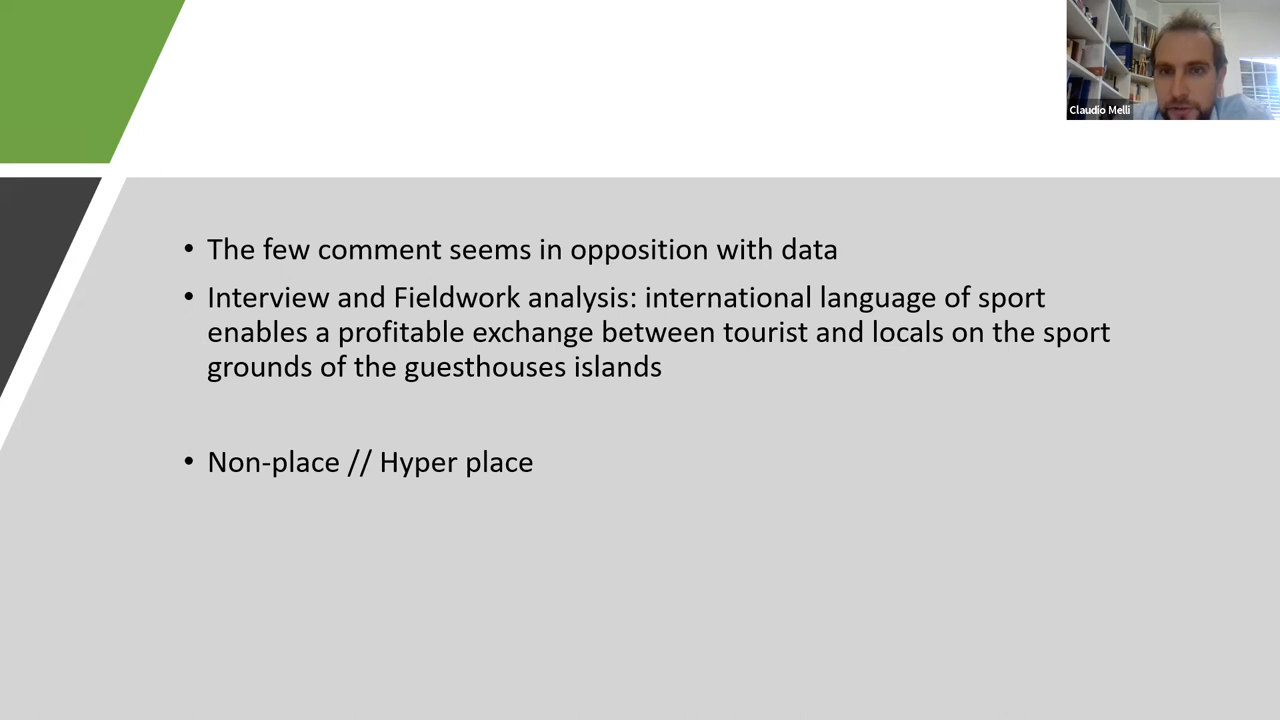 Claudio Melli
• The few comment seems in opposition with data
• Interview and Fieldwork analysis: international language of sport
enables a profitable exchange between tourist and locals on the sport
grounds of the guesthouses islands
• Non-place // Hyper place